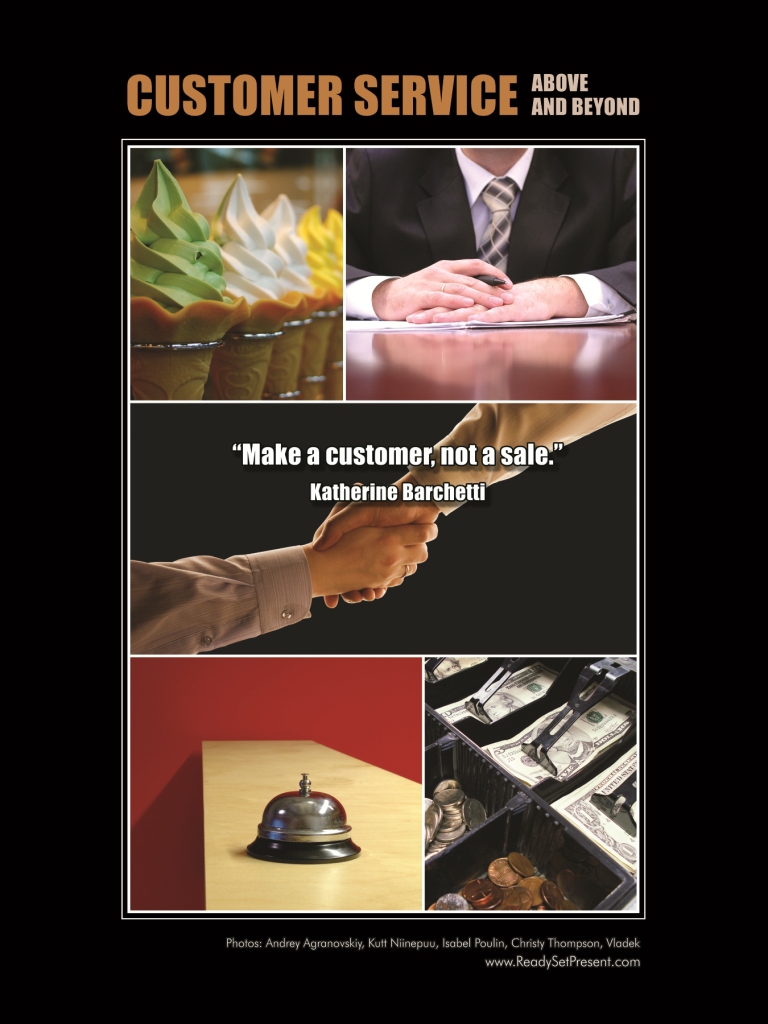 CUSTOMER SERVICE
ABOVE
AND BEYOND
“Make a customer, not a sale.”
Katherine Barchetti
Photos: Andrey Agranovskiy, Kutt Niinepuu, Isabel Poulin, Christy Thompson, Vladek
www.ReadySetPresent.com